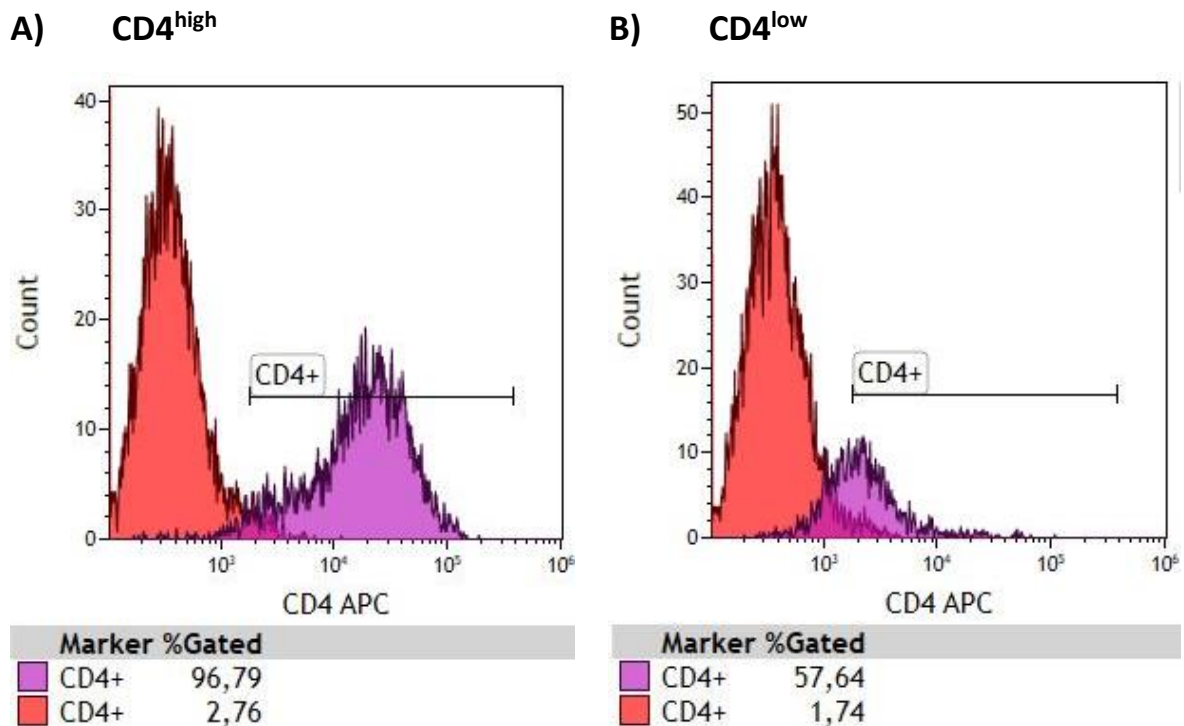 A) CD4high
40
30
20
10
0
Count
CD4+
10³ 10⁴ 10⁵ 10⁶
CD4 APC
Marker %Gated
CD4+ 96,79
CD4+ 2,76
B) CD4low
50
40
30
20
10
0
Count
CD4+
10³ 10⁴ 10⁵ 10⁶
CD4 APC
Marker %Gated
CD4+ 57,64
CD4+ 1,74